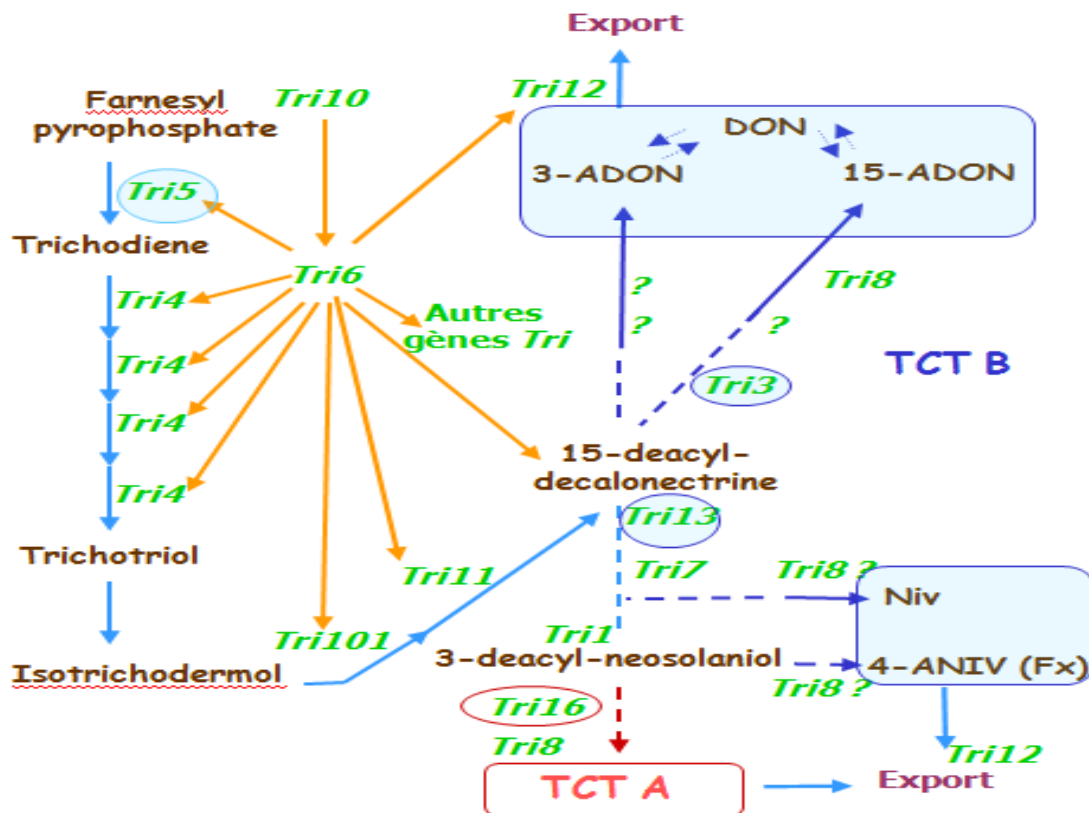 Export
Farnesyl
pyrophosphate
Tri10
Tri12
DON
3-ADON
15-ADON
Tri5
Trichodiene
Tri6
Tri8
Tri4
?
Autres
gènes Tri
?
?
Tri4
TCT B
Tri3
Tri4
15-deacyl-
decalonectrine
Tri4
Tri13
Trichotriol
Tri11
Tri7
Tri8 ?
Niv
Tri101
Tri1
3-deacyl-neosolaniol
4-ANIV (Fx)
Isotrichodermol
Tri8 ?
Tri16
Tri8
Tri12
TCT A
Export